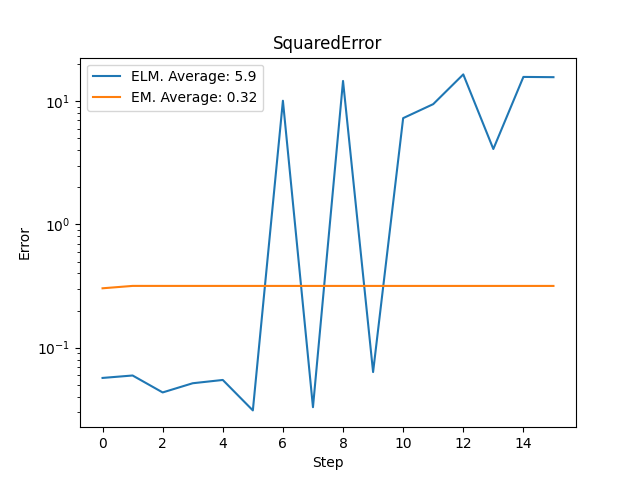 SquaredError
ELM. Average: 5.9
EM. Average: 0.32
Error
10^1
10^0
10^-1
0 2 4 6 8 10 12 14
Step